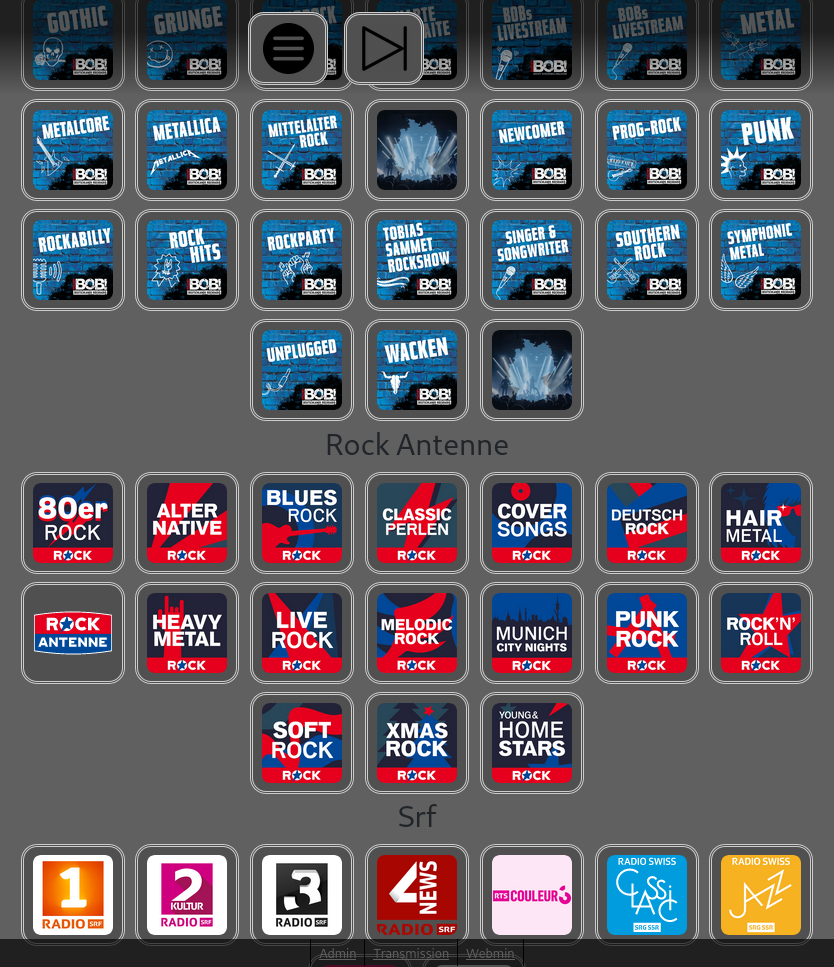 GOTHIC
BOB!
GRUNGE
BOB!
BOB!
BOBs
LIVESTREAM
BOB!
BOBs
LIVESTREAM
BOB!
METAL
BOB!
METALCORE
BOB!
METALLICA
METALLICA
BOB!
MITTELALTER
ROCK
BOB!
NEWCOMER
BOB!
PROG-ROCK
BOB!
PUNK
BOB!
ROCKABILLY
BOB!
ROCK
HITS
BOB!
ROCKPARTY
BOB!
TOBIAS
SAMMET
ROCKSHOW
BOB!
SINGER &
SONGWRITER
BOB!
SOUTHERN
ROCK
BOB!
SYMPHONIC
METAL
BOB!
UNPLUGGED
BOB!
WACKEN
BOB!
Rock Antenne
80er
ROCK
ROCK
ALTER
NATIVE
ROCK
BLUES
ROCK
ROCK
CLASSIC
PERLEN
ROCK
COVER
SONGS
ROCK
DEUTSCH
ROCK
ROCK
HAIR
METAL
ROCK
ROCK
ANTENNE
HEAVY
METAL
ROCK
LIVE
ROCK
ROCK
MELODIC
ROCK
ROCK
MUNICH
CITY NIGHTS
ROCK
PUNK
ROCK
ROCK
ROCK'N'
ROLL
ROCK
SOFT
ROCK
ROCK
XMAS
ROCK
ROCK
YOUNG &
HOME
STARS
ROCK
Srf
1
RADIO SRF
2
KULTUR
RADIO SRF
3
RADIO SRF
4 NEWS
RADIO SRF
RTS COULEUR 3
RADIO SWISS
CLASSIC
SRG SSR
RADIO SWISS
JAZZ
SRG SSR
Admin Transmission Webmin